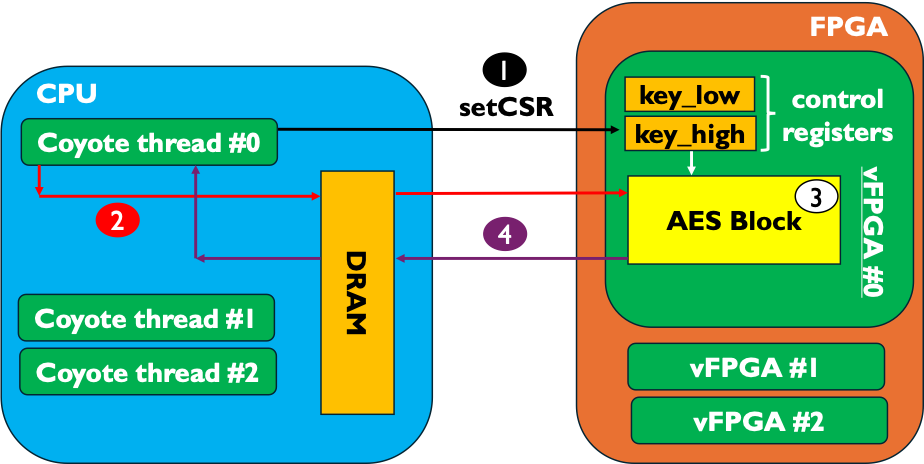 FPGA
CPU
1
setCSR
key_low
key_high
control
registers
Coyote thread #0
2
3
AES Block
vFPGA #0
4
DRAM
Coyote thread #1
Coyote thread #2
vFPGA #1
vFPGA #2